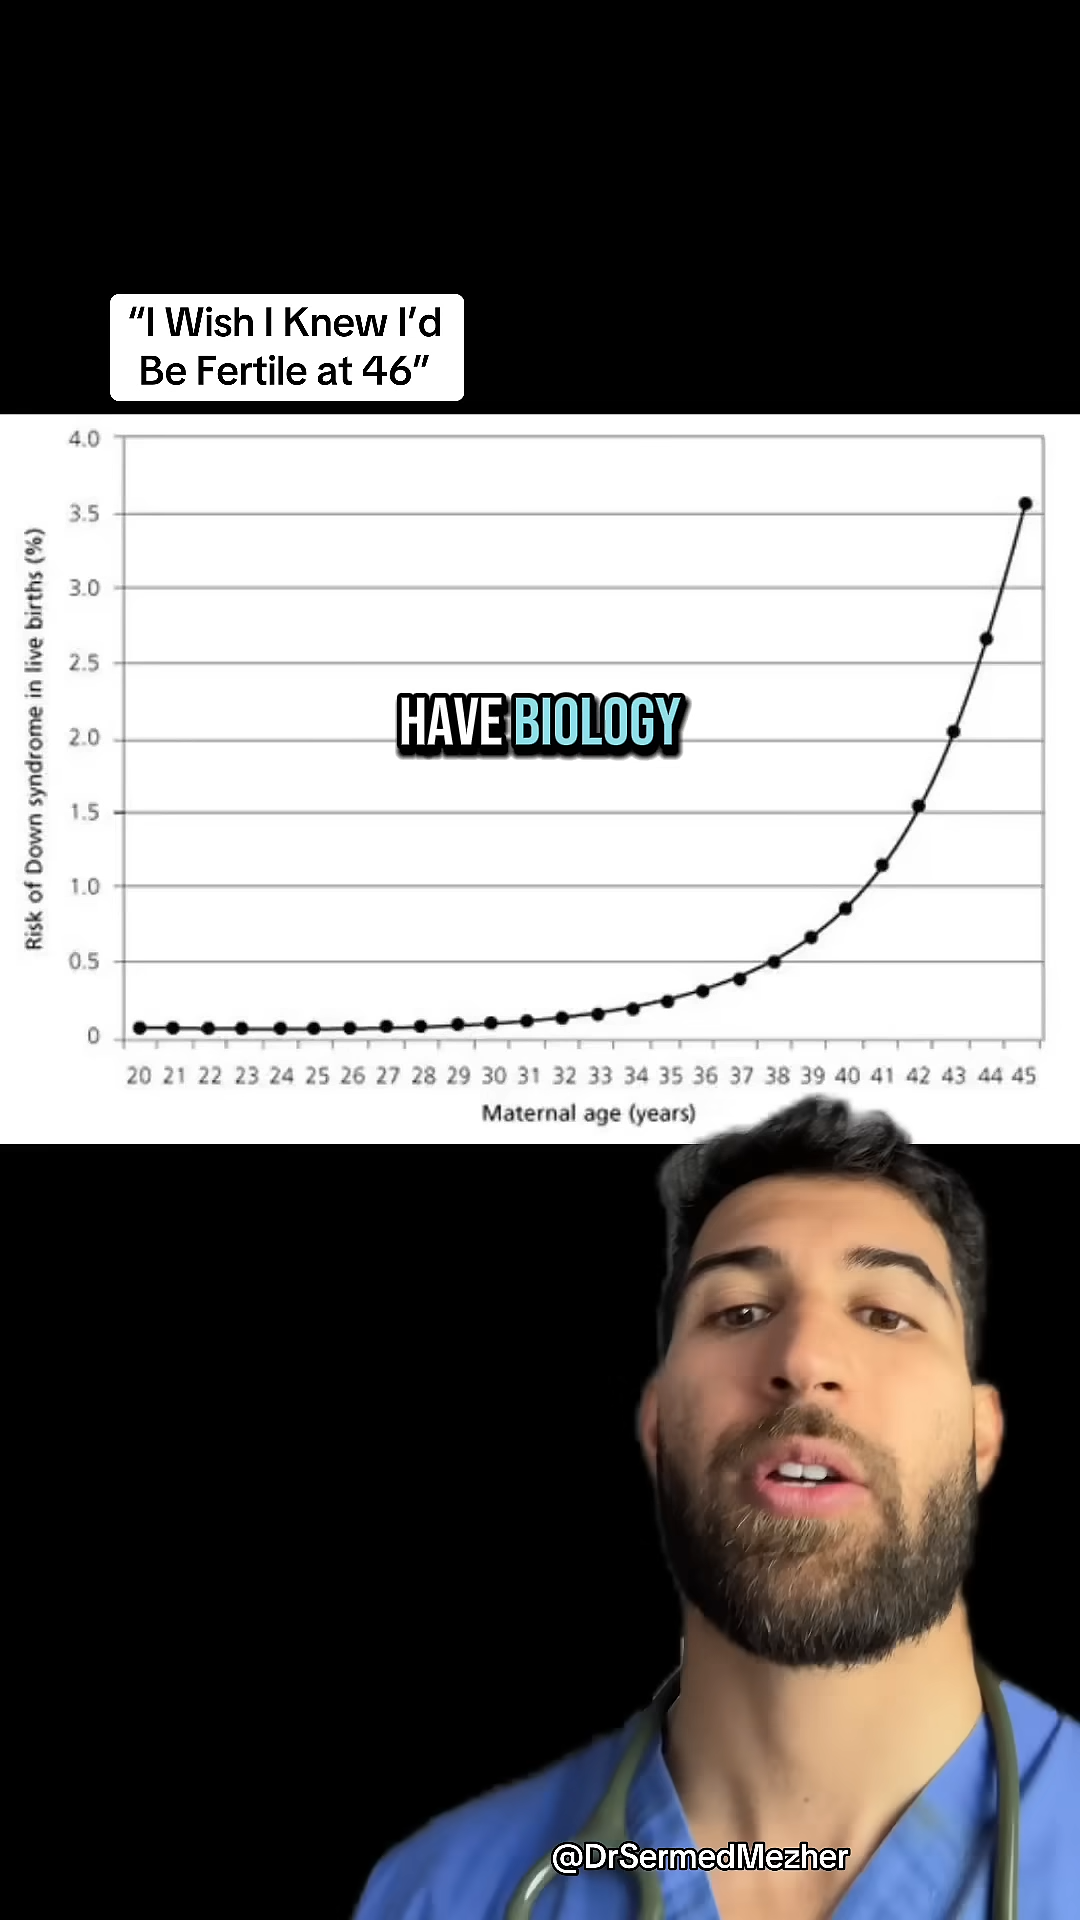 “I Wish I Knew I’d
Be Fertile at 46”
4.0
3.5
3.0
2.5
2.0
1.5
1.0
0.5
0
Risk of Down syndrome in live births (%)
HAVE BIOLOGY
20 21 22 23 24 25 26 27 28 29 30 31 32 33 34 35 36 37 38 39 40 41 42 43 44 45
Maternal age (years)
@DrSermedMezher